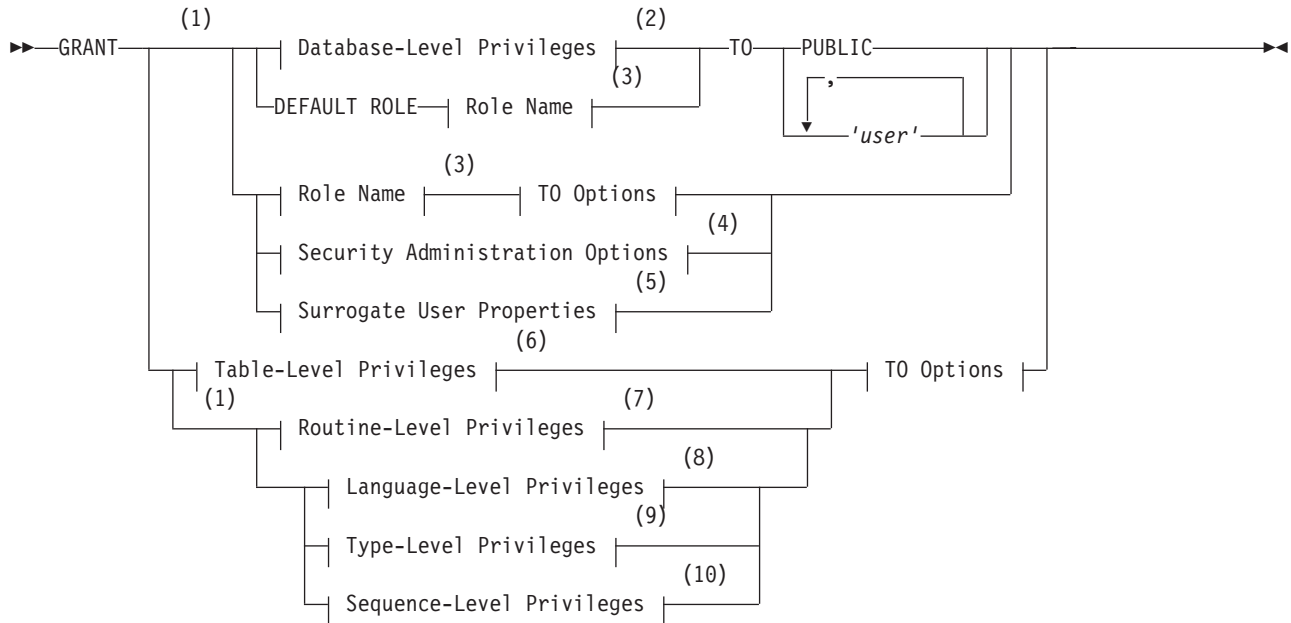 (1) (2)
GRANT Database-Level Privileges TO PUBLIC
(3) ,
DEFAULT ROLE Role Name
'user'
(3)
Role Name TO Options
(4)
Security Administration Options
(5)
Surrogate User Properties
(6)
Table-Level Privileges TO Options
(1) (7)
Routine-Level Privileges
(8)
Language-Level Privileges
(9)
Type-Level Privileges
(10)
Sequence-Level Privileges